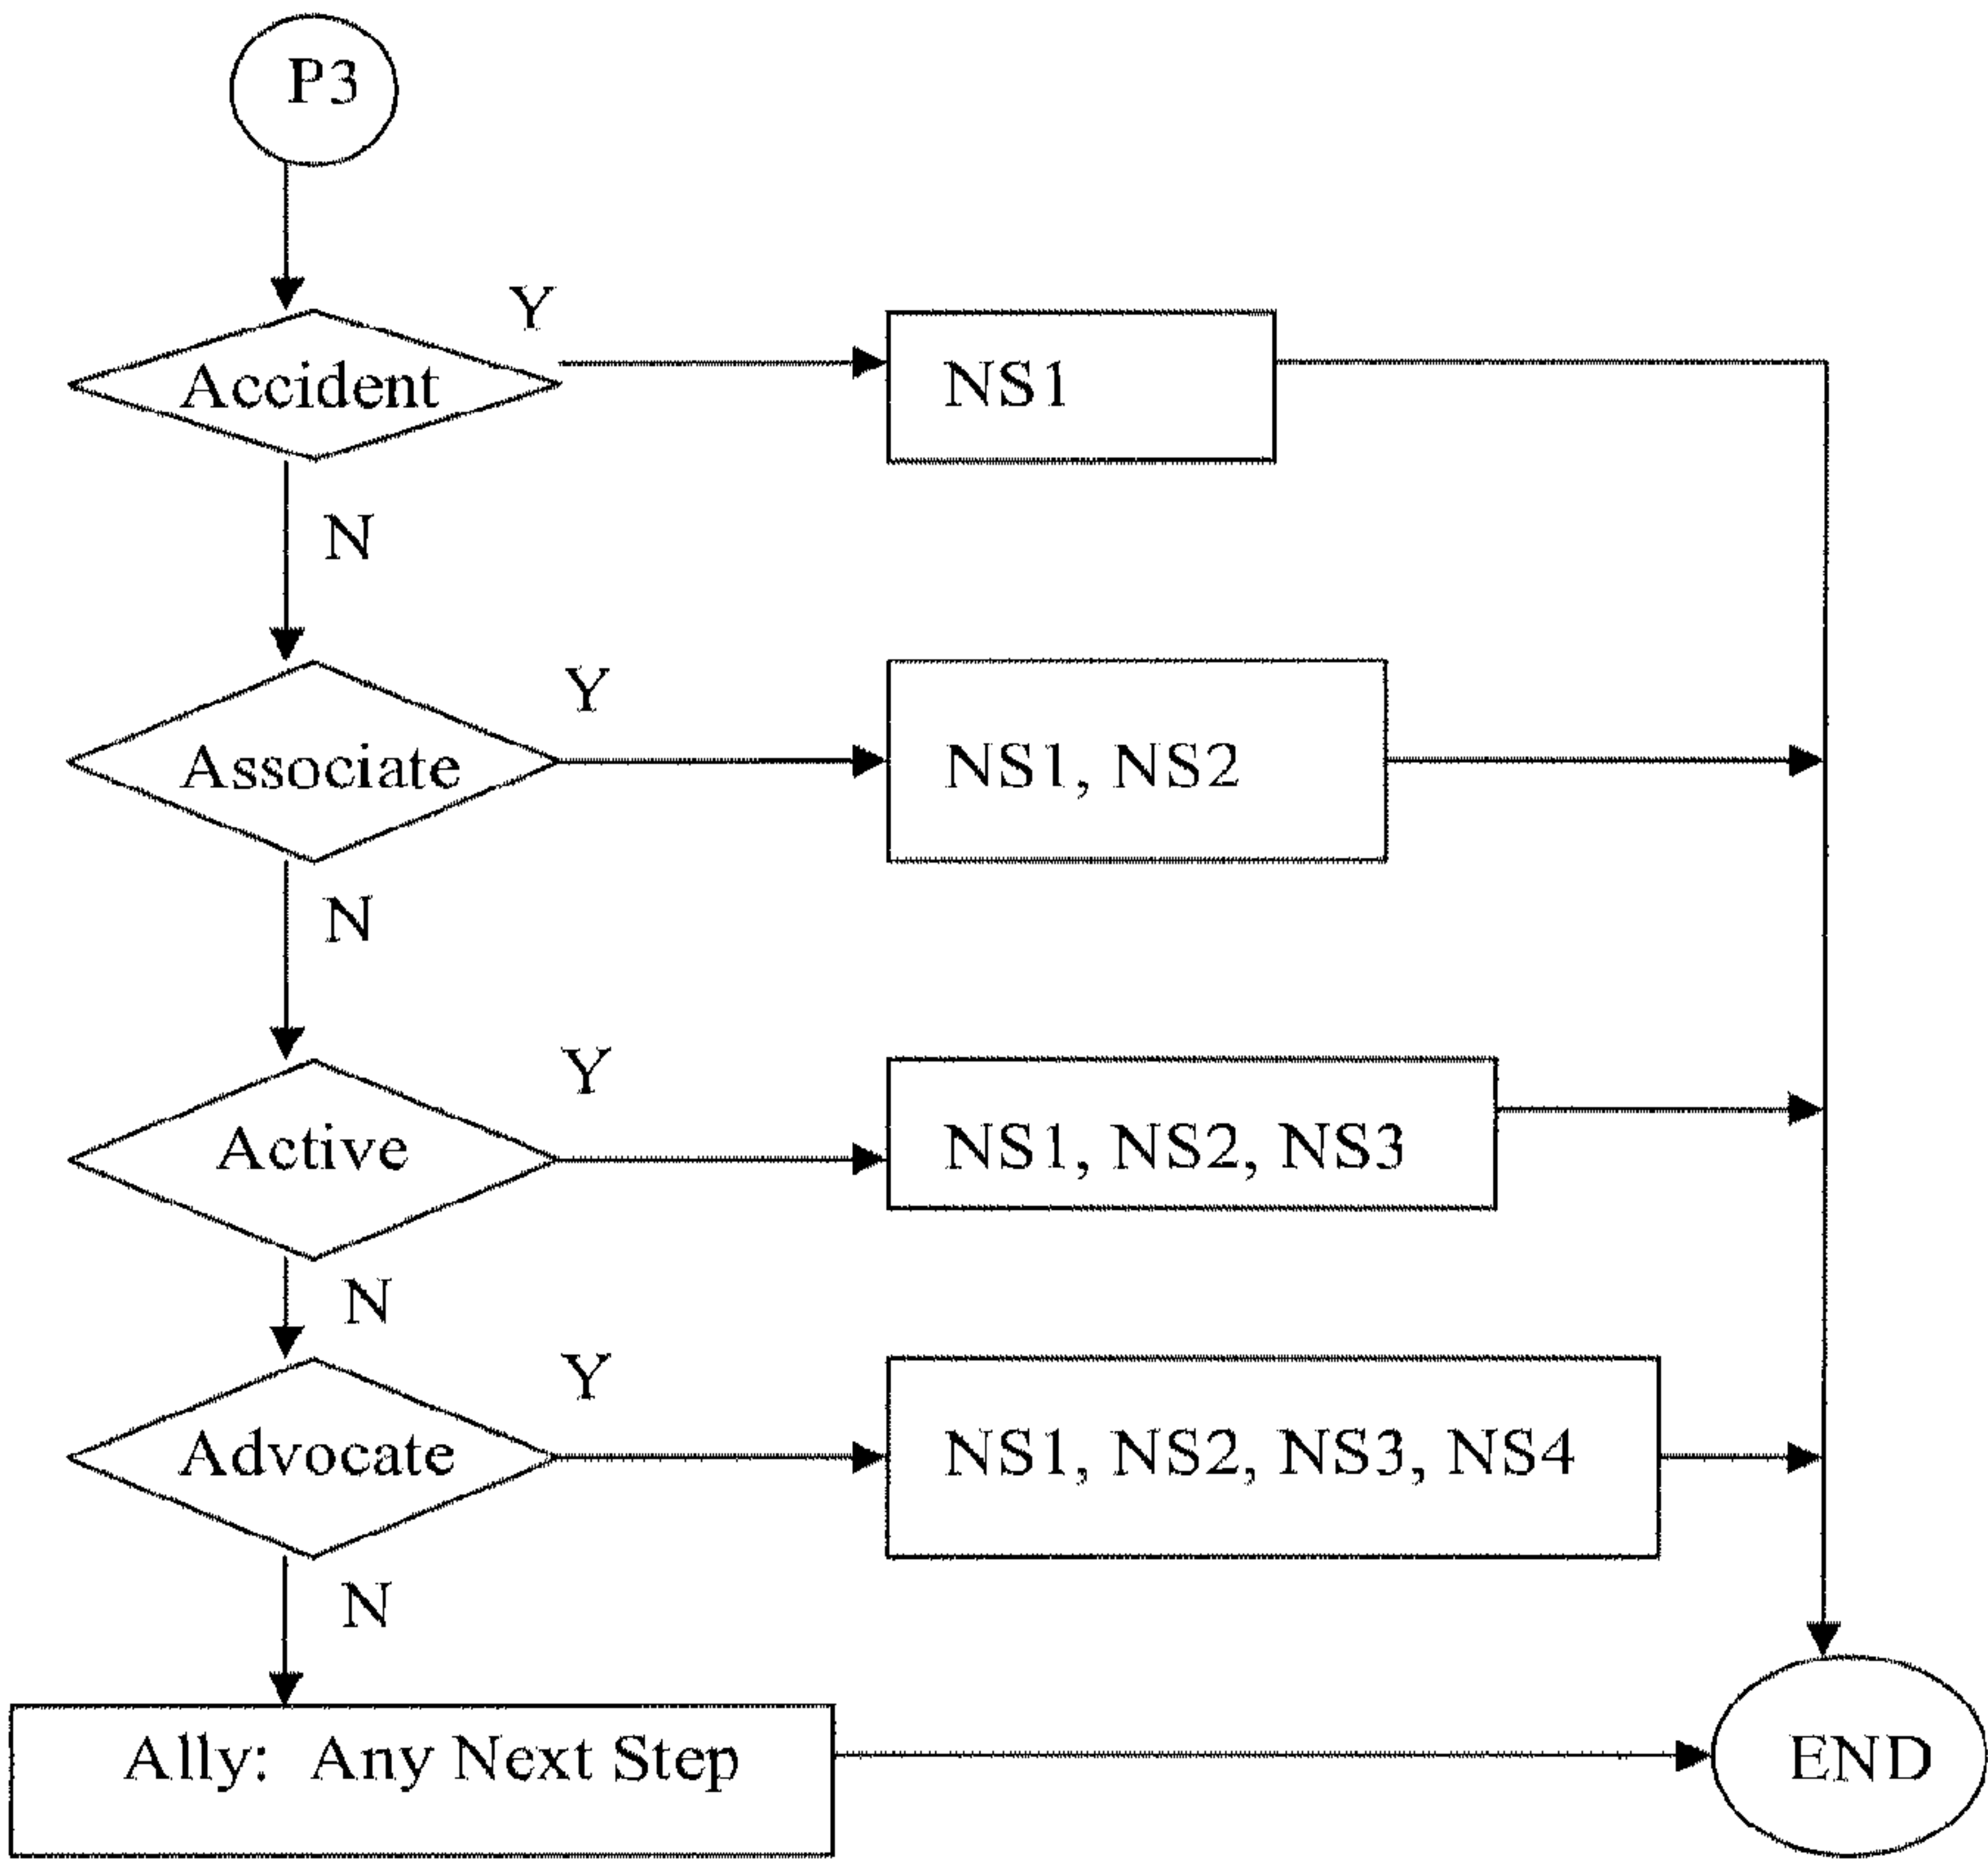 P3
Y
Accident
NS1
N
Y
Associate
NS1, NS2
N
Y
Active
NS1, NS2, NS3
N
Y
Advocate
NS1, NS2, NS3, NS4
N
Ally: Any Next Step
END